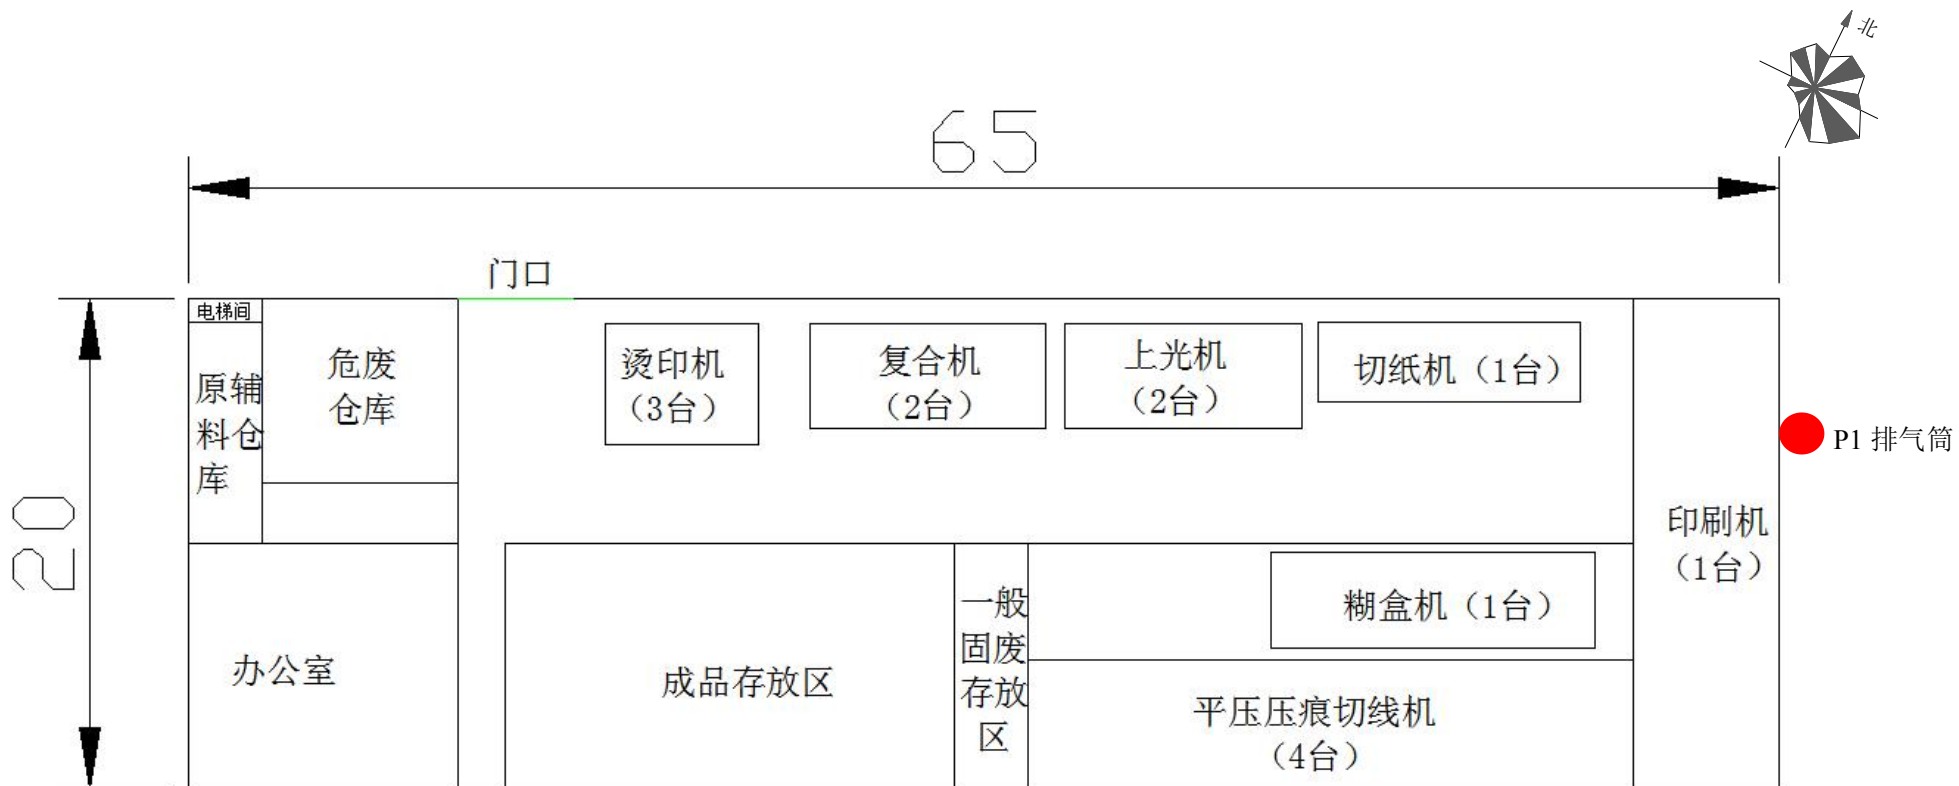 北
65
门口
电梯间
危废
仓库
原辅
料仓
库
烫印机
（3台）
复合机
（2台）
上光机
（2台）
切纸机（1台）
P1 排气筒
20
印刷机
（1台）
办公室
成品存放区
一般
固废
存放
区
糊盒机（1台）
平压压痕切线机
（4台）